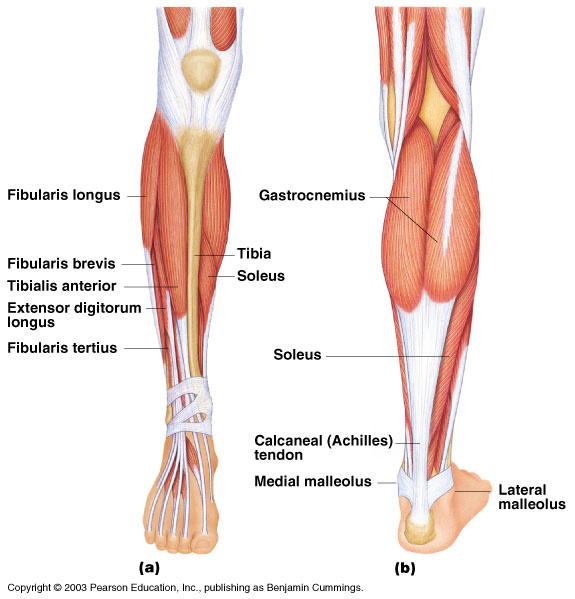 Fibularis longus
Fibularis brevis
Tibialis anterior
Extensor digitorum
longus
Fibularis tertius
Tibia
Soleus
(a)
Gastrocnemius
Soleus
Calcaneal (Achilles)
tendon
Medial malleolus
Lateral
malleolus
(b)
Copyright © 2003 Pearson Education, Inc., publishing as Benjamin Cummings.